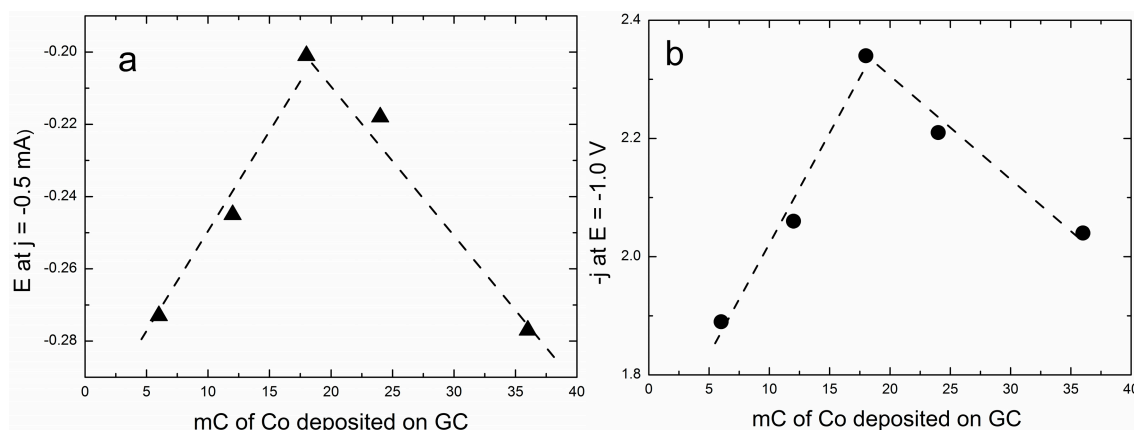 a
-0.20
-0.22
-0.24
-0.26
-0.28
E at j = -0.5 mA)
0 5 10 15 20 25 30 35 40
mC of Co deposited on GC
b
2.4
2.2
2.0
1.8
-j at E = -1.0 V
0 5 10 15 20 25 30 35 40
mC of Co deposited on GC